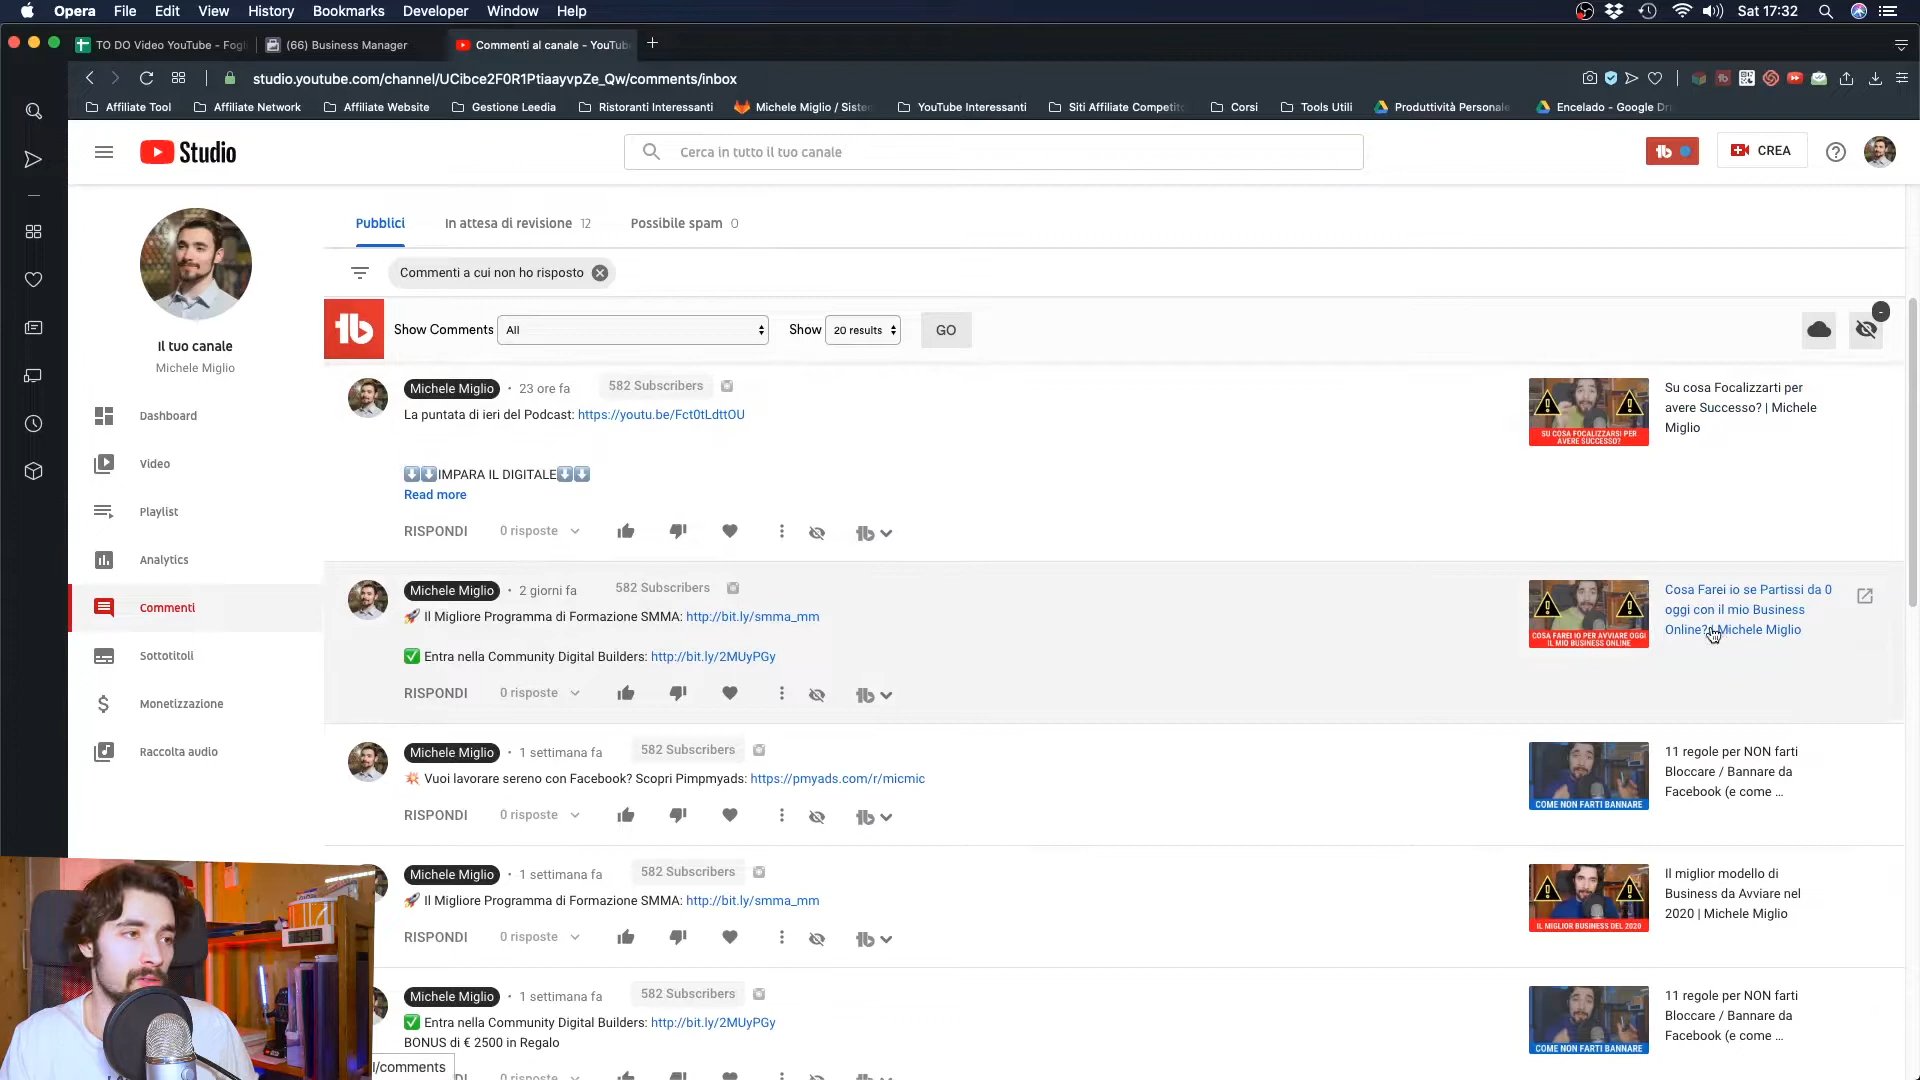 Opera File Edit View History Bookmarks Developer Window Help
Sat 17:32
TO DO Video YouTube - Fogl
(66) Business Manager
Commenti al canale - YouTub
studio.youtube.com/channel/UCibce2F0R1PtiaayvpZe_Qw/comments/inbox
Affiliate Tool
Affiliate Network
Affiliate Website
Gestione Leedia
Ristoranti Interessanti
Michele Miglio / Sister
YouTube Interessanti
Siti Affiliate Competit
Corsi
Tools Utili
Produttività Personale
Encelado - Google Dr
Studio
Cerca in tutto il tuo canale
CREA
Pubblici
In attesa di revisione 12
Possibile spam 0
Commenti a cui non ho risposto
Show Comments All
Show 20 results
GO
Il tuo canale
Michele Miglio
Dashboard
Video
Playlist
Analytics
Commenti
Sottotitoli
Monetizzazione
Raccolta audio
Michele Miglio • 23 ore fa 582 Subscribers
La puntata di ieri del Podcast: https://youtu.be/Fct0tLdttOU
⬇️⬇️IMPARA IL DIGITALE⬇️⬇️
Read more
RISPONDI 0 risposte
SU COSA FOCALIZZARSI PER
AVERE SUCCESSO?
Su cosa Focalizzarti per
avere Successo? | Michele
Miglio
Michele Miglio • 2 giorni fa 582 Subscribers
🚀 Il Migliore Programma di Formazione SMMA: http://bit.ly/smma_mm
✅ Entra nella Community Digital Builders: http://bit.ly/2MUyPGy
RISPONDI 0 risposte
COSA FAREI IO PER AVVIARE OGGI
IL MIO BUSINESS ONLINE
Cosa Farei io se Partissi da 0
oggi con il mio Business
Online? | Michele Miglio
Michele Miglio • 1 settimana fa 582 Subscribers
💥 Vuoi lavorare sereno con Facebook? Scopri Pimpmyads: https://pmyads.com/r/micmic
RISPONDI 0 risposte
COME NON FARTI BANNARE
11 regole per NON farti
Bloccare / Bannare da
Facebook (e come ...
Michele Miglio • 1 settimana fa 582 Subscribers
🚀 Il Migliore Programma di Formazione SMMA: http://bit.ly/smma_mm
RISPONDI 0 risposte
IL MIGLIOR BUSINESS DEL 2020
Il miglior modello di
Business da Avviare nel
2020 | Michele Miglio
Michele Miglio • 1 settimana fa 582 Subscribers
✅ Entra nella Community Digital Builders: http://bit.ly/2MUyPGy
BONUS di € 2500 in Regalo
COME NON FARTI BANNARE
11 regole per NON farti
Bloccare / Bannare da
Facebook (e come ...
l/comments
0 risposte